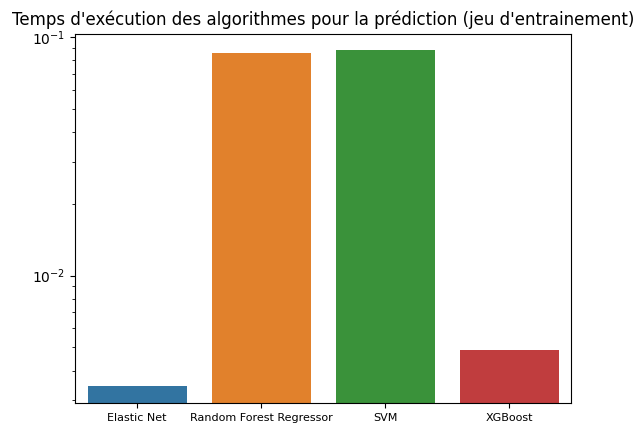 Temps d'exécution des algorithmes pour la prédiction (jeu d'entrainement)
10⁻¹
10⁻²
Elastic Net Random Forest Regressor SVM XGBoost